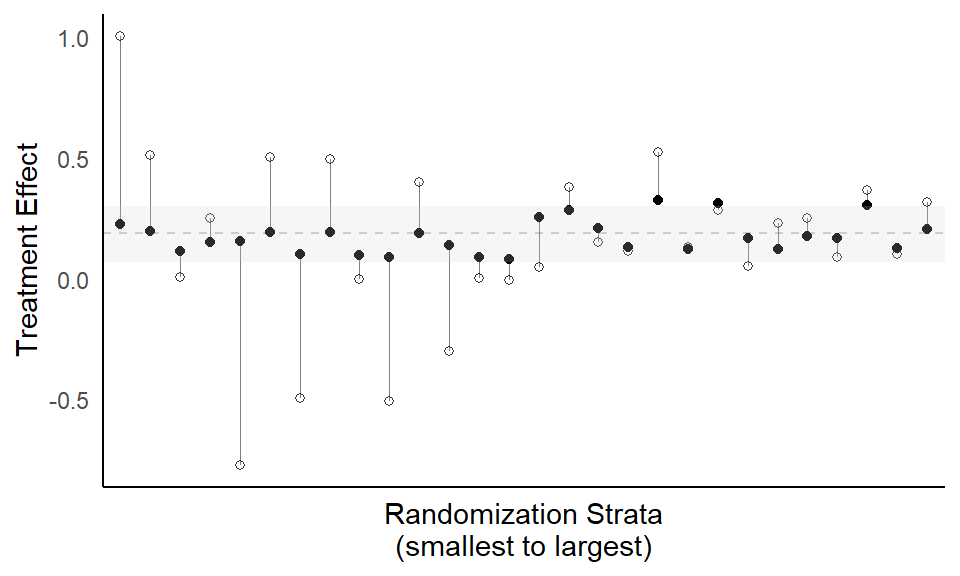 Treatment Effect
1.0
0.5
0.0
-0.5
Randomization Strata
(smallest to largest)